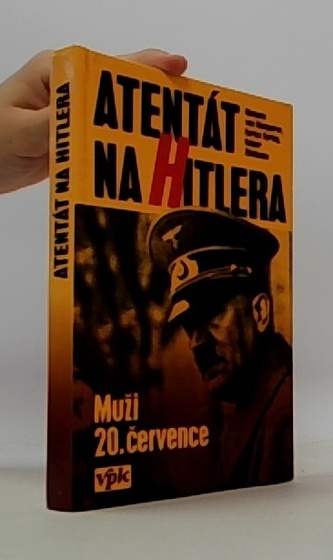 ATENTÁT NA HITLERA
ATENTÁT
NA HITLERA
Muži
20. července
vpk